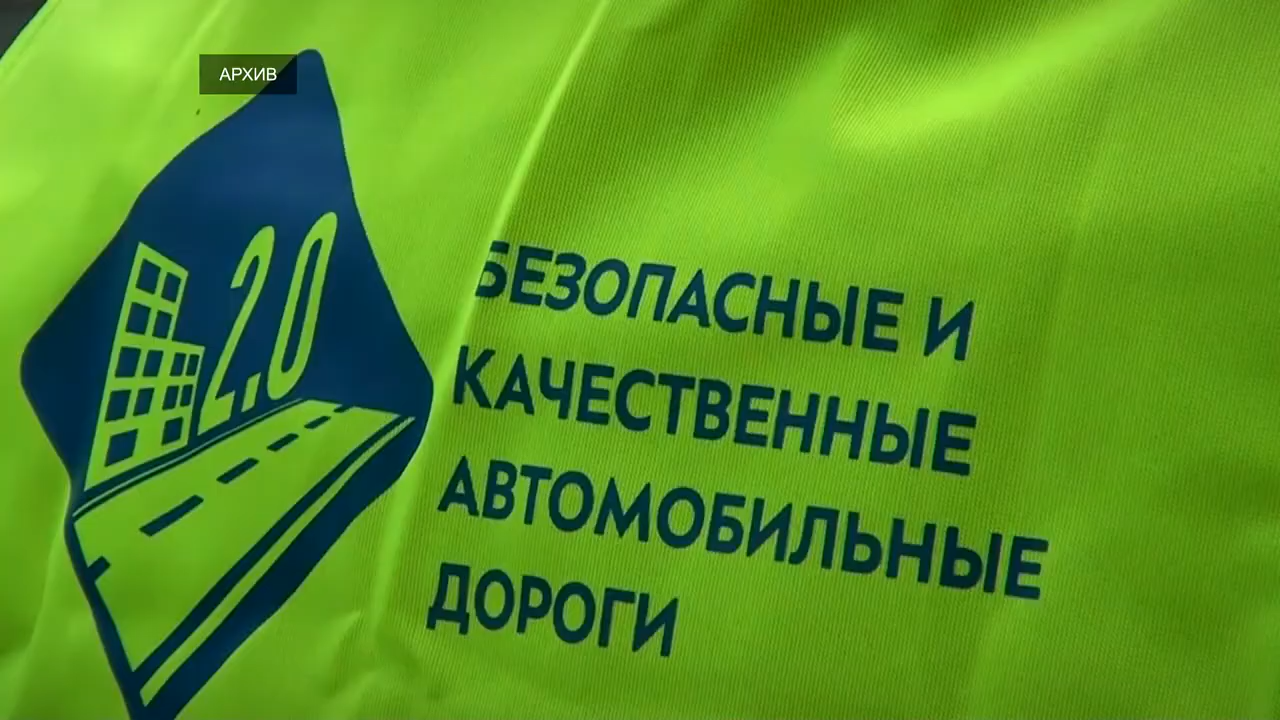 АРХИВ
2.0
БЕЗОПАСНЫЕ И
КАЧЕСТВЕННЫЕ
АВТОМОБИЛЬНЫЕ
ДОРОГИ